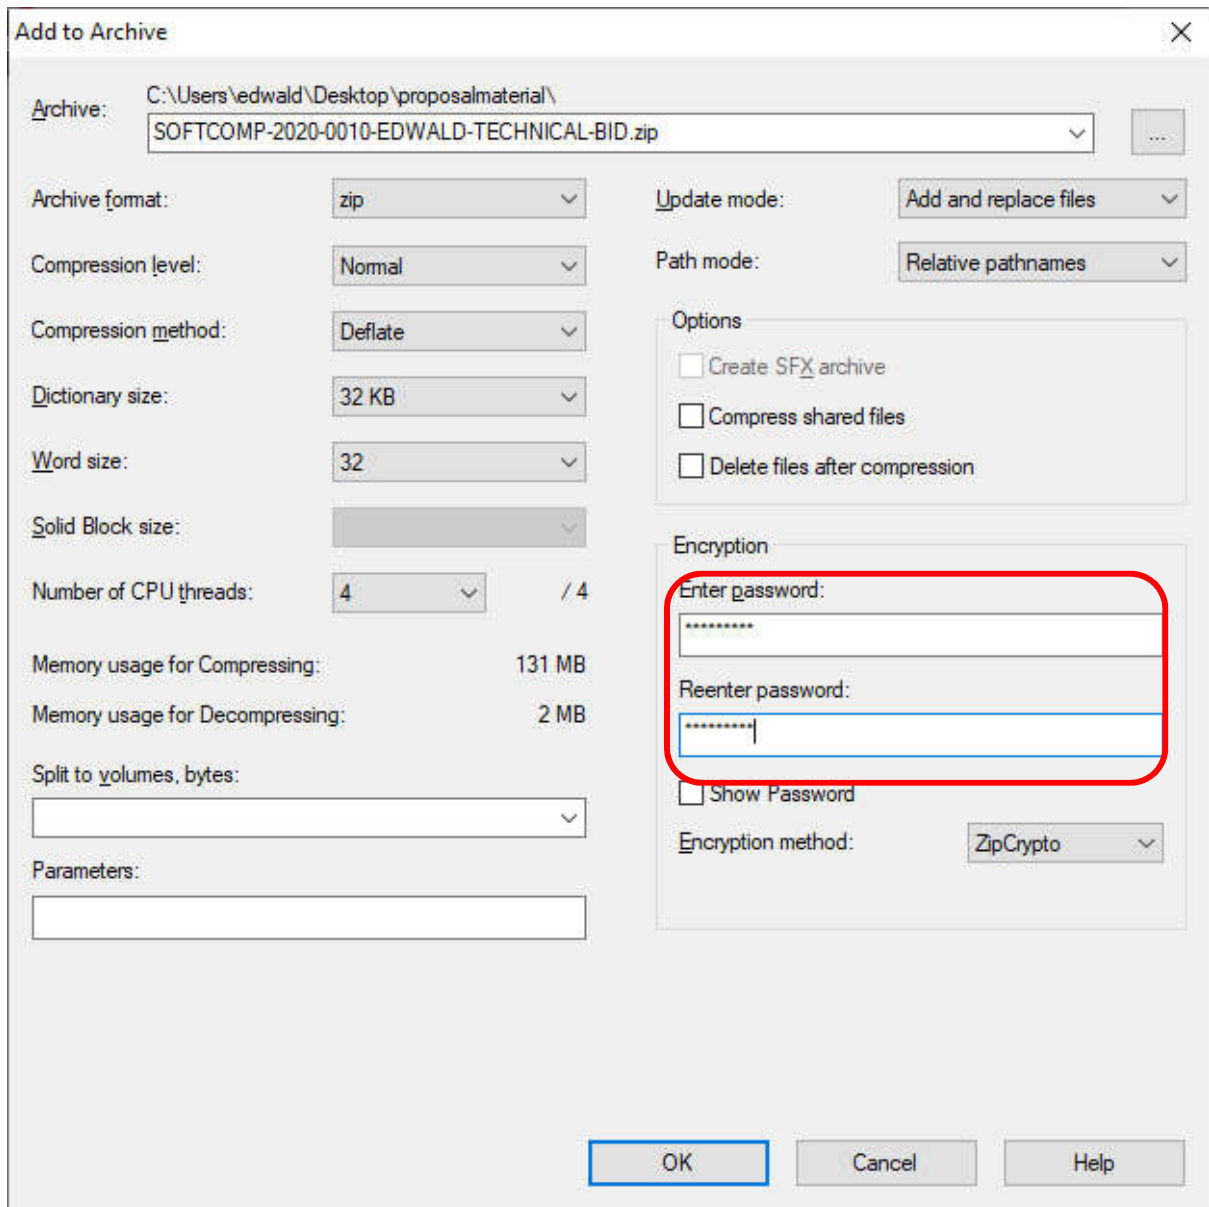 Add to Archive
Archive:
C:\Users\edwald\Desktop\proposalmaterial\
SOFTCOMP-2020-0010-EDWALD-TECHNICAL-BID.zip
...
Archive format:
zip
Compression level:
Normal
Compression method:
Deflate
Dictionary size:
32 KB
Word size:
32
Solid Block size:
Number of CPU threads:
4
/ 4
Memory usage for Compressing:
131 MB
Memory usage for Decompressing:
2 MB
Split to volumes, bytes:
Parameters:
Update mode:
Add and replace files
Path mode:
Relative pathnames
Options
Create SFX archive
Compress shared files
Delete files after compression
Encryption
Enter password:
*********
Reenter password:
*********
Show Password
Encryption method:
ZipCrypto
OK
Cancel
Help